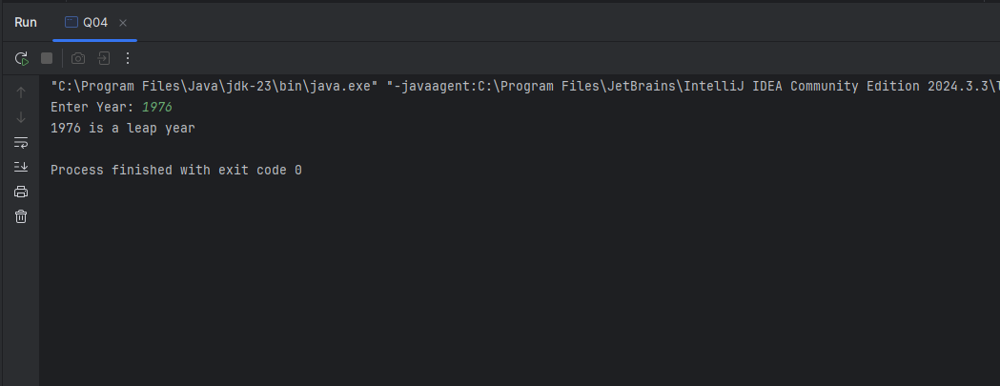 Run Q04
"C:\Program Files\Java\jdk-23\bin\java.exe" "-javaagent:C:\Program Files\JetBrains\IntelliJ IDEA Community Edition 2024.3.3\
Enter Year: 1976
1976 is a leap year
Process finished with exit code 0